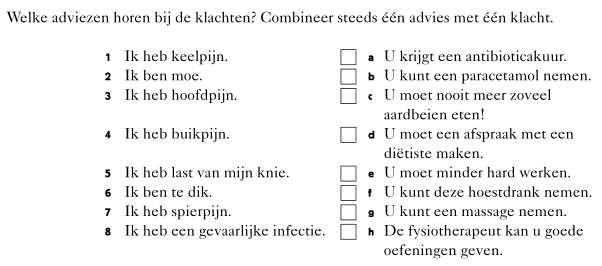 Welke adviezen horen bij de klachten? Combineer steeds één advies met één klacht.
1 Ik heb keelpijn. a U krijgt een antibioticakuur.
2 Ik ben moe. b U kunt een paracetamol nemen.
3 Ik heb hoofdpijn. c U moet nooit meer zoveel
aardbeien eten!
4 Ik heb buikpijn. d U moet een afspraak met een
diëtiste maken.
5 Ik heb last van mijn knie. e U moet minder hard werken.
6 Ik ben te dik. f U kunt deze hoestdrank nemen.
7 Ik heb spierpijn. g U kunt een massage nemen.
8 Ik heb een gevaarlijke infectie. h De fysiotherapeut kan u goede
oefeningen geven.